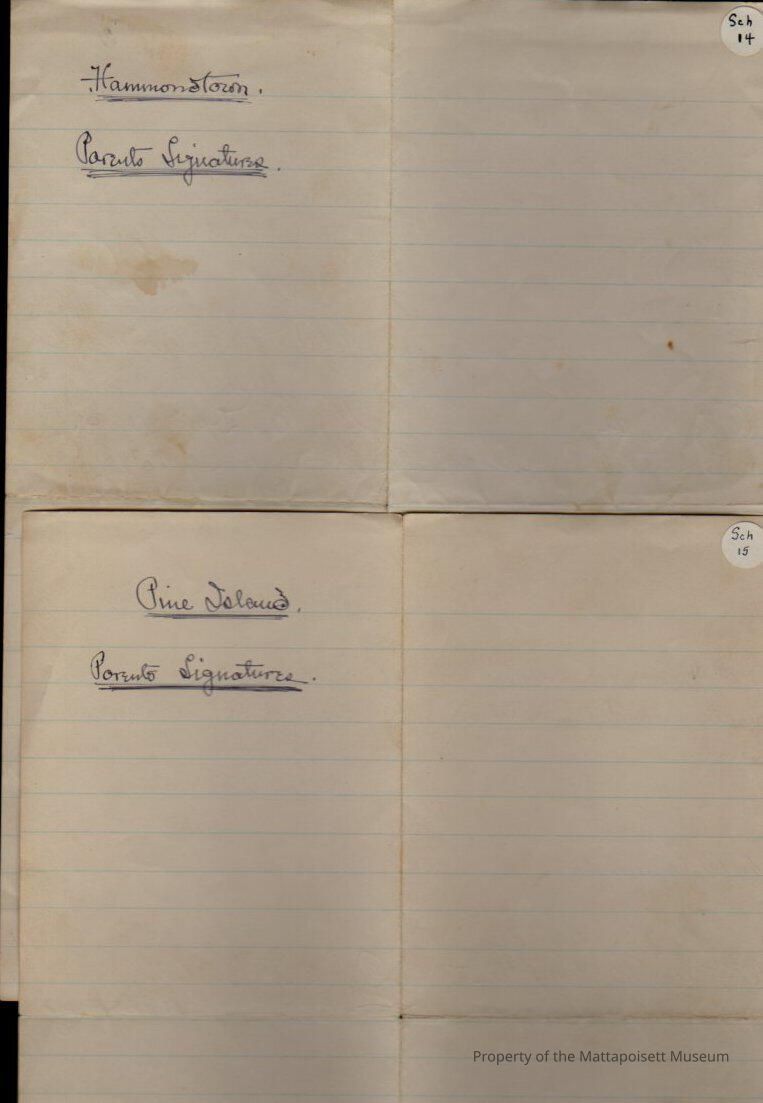 Sch
14
Hammondtown.
Parents Signatures.
Sch
15
Pine Island.
Parents Signatures.
Property of the Mattapoisett Museum